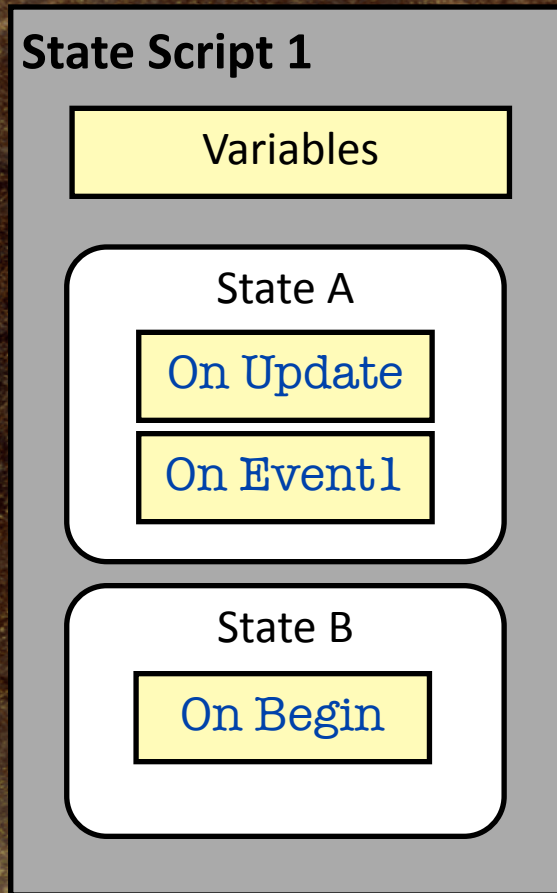 State Script 1
Variables
State A
On Update
On Event1
State B
On Begin